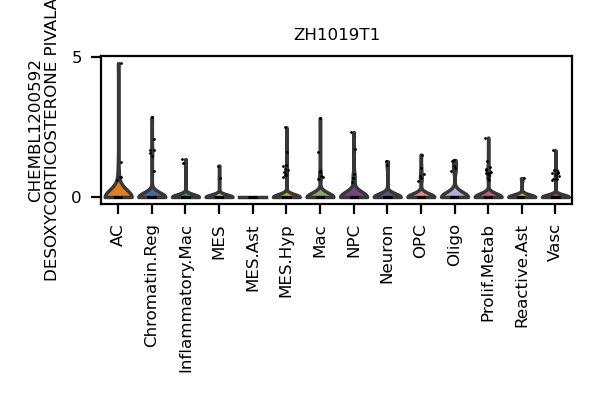 ZH1019T1
CHEMBL1200592
DESOXYCORTICOSTERONE PIVALA
5
0
AC
Chromatin.Reg
Inflammatory.Mac
MES
MES.Ast
MES.Hyp
Mac
NPC
Neuron
OPC
Oligo
Prolif.Metab
Reactive.Ast
Vasc